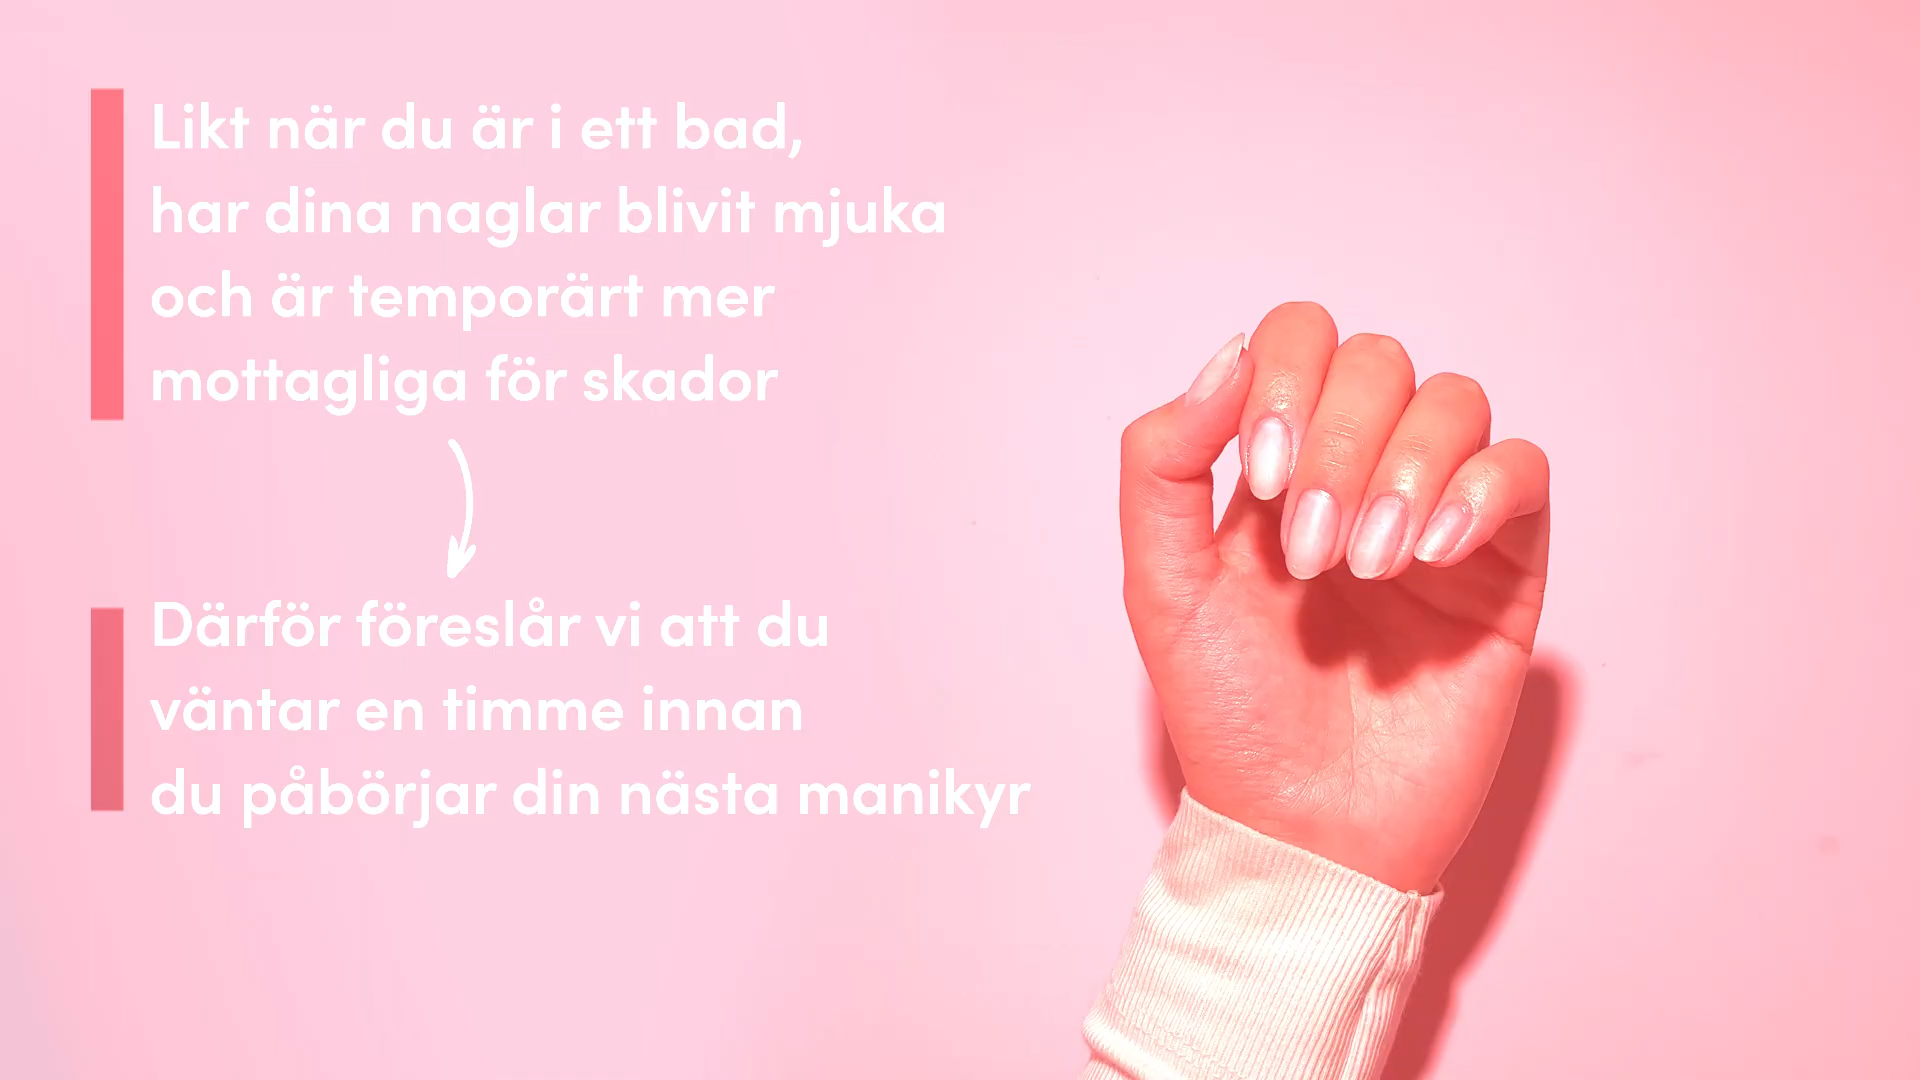 Likt när du är i ett bad,
har dina naglar blivit mjuka
och är temporärt mer
mottagliga för skador
Därför föreslår vi att du
väntar en timme innan
du påbörjar din nästa manikyr